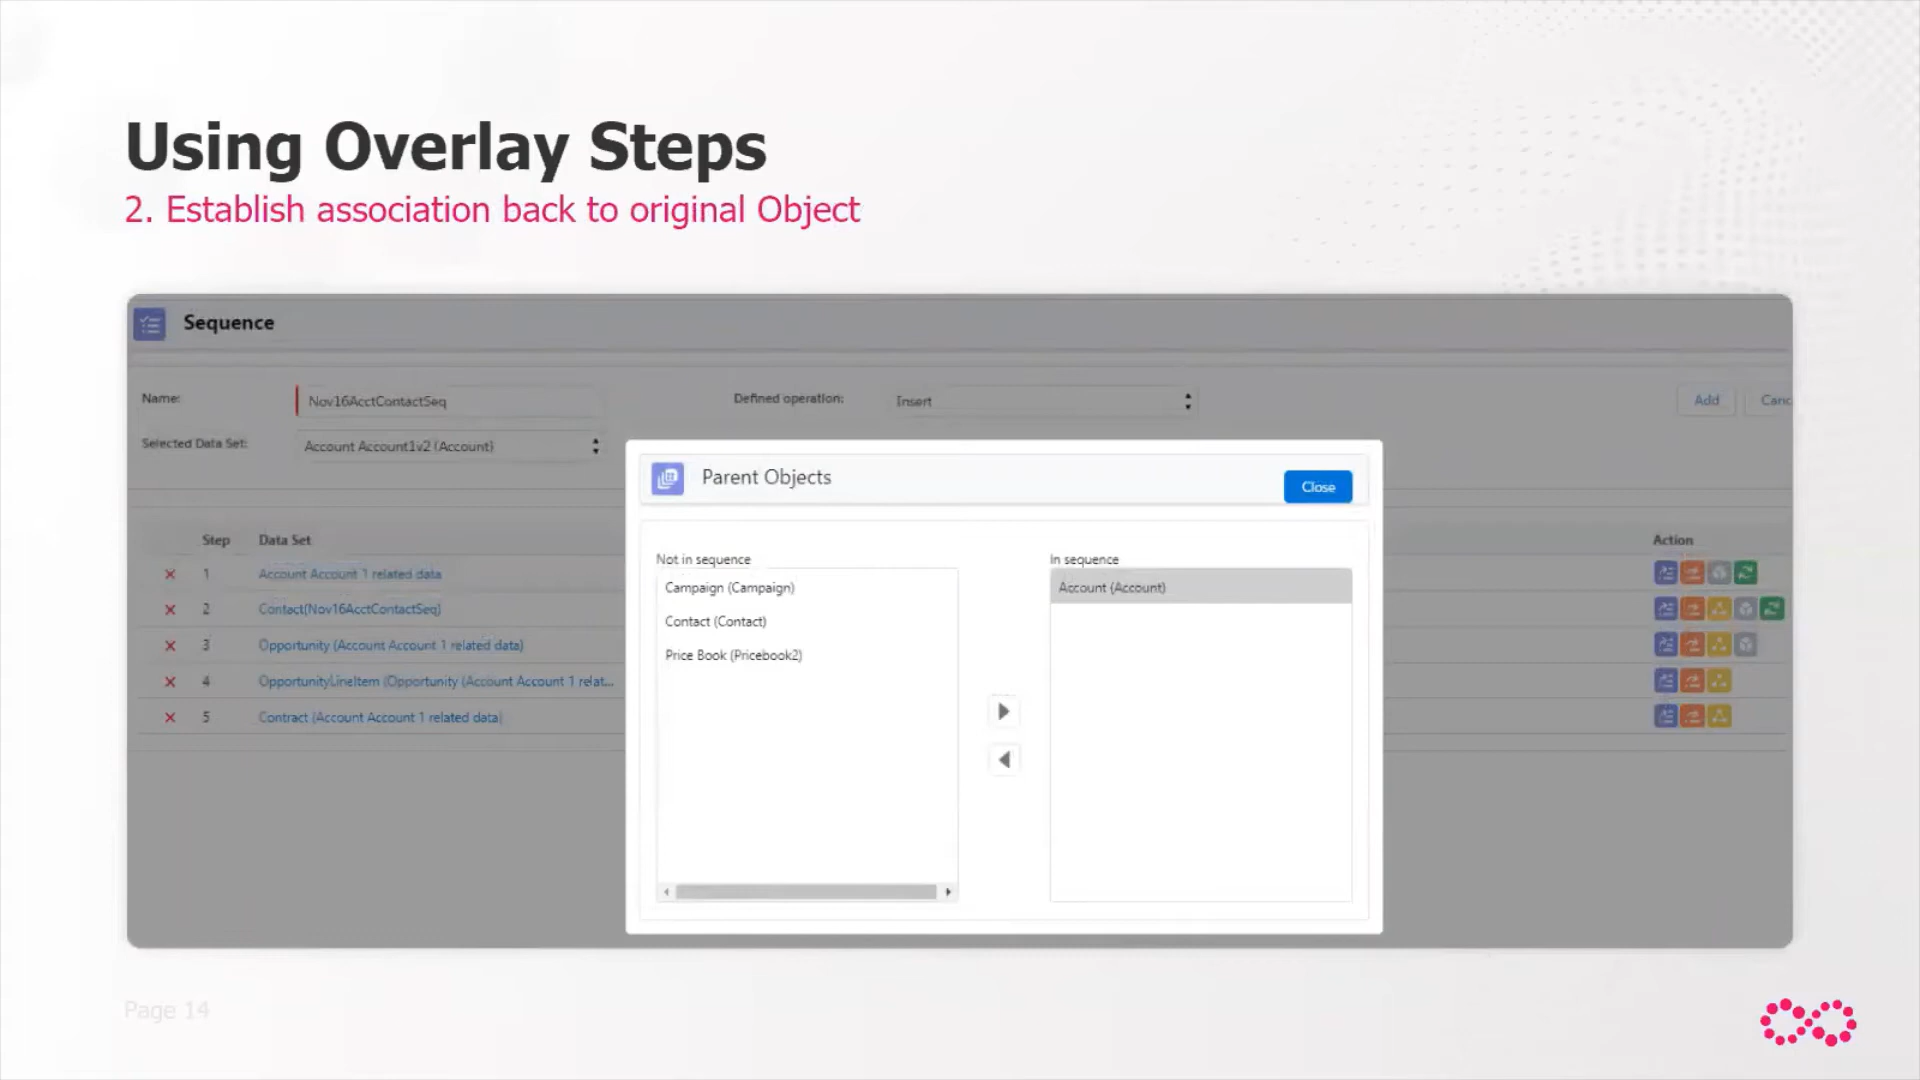 Using Overlay Steps
2. Establish association back to original Object
Sequence
Name:
Nov16AcctContactSeq
Defined operation:
Insert
Add
Canc
Selected Data Set:
Account Account1v2 (Account)
Parent Objects
Close
Step
Data Set
Action
1
Account Account 1 related data
2
Contact(Nov16AcctContactSeq)
3
Opportunity (Account Account 1 related data)
4
OpportunityLineItem (Opportunity (Account Account 1 relat...
5
Contract (Account Account 1 related data)
Not in sequence
Campaign (Campaign)
Contact (Contact)
Price Book (Pricebook2)
In sequence
Account (Account)
Page 14